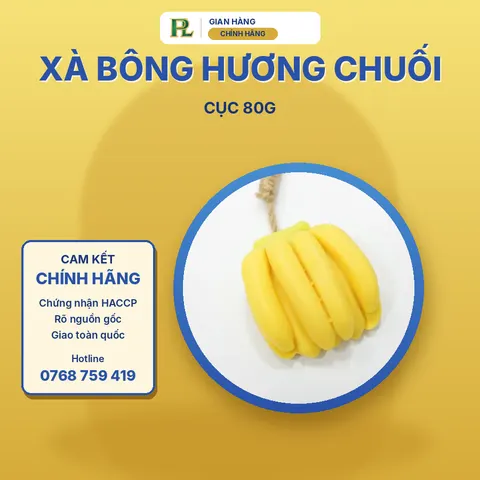 PL
GIAN HÀNG
CHÍNH HÃNG
XÀ BÔNG HƯƠNG CHUỐI
CỤC 80G
CAM KẾT
CHÍNH HÃNG
Chứng nhận HACCP
Rõ nguồn gốc
Giao toàn quốc
Hotline
0768 759 419